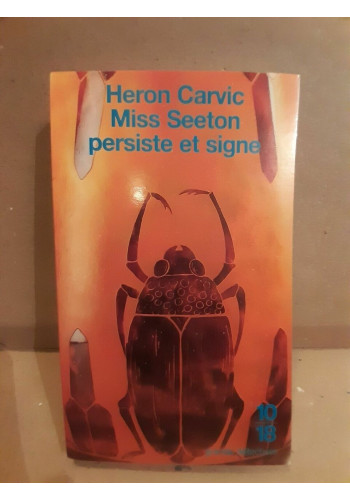 Heron Carvic
Miss Seeton
persiste et signe
10
18